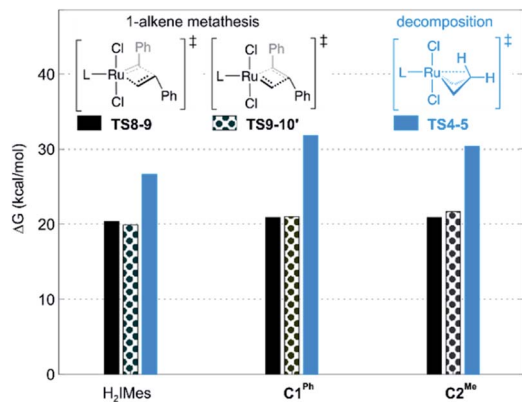 1-alkene metathesis
decomposition
‡
‡
‡
Cl
Ph
Cl
Ph
Cl
H
L
Ru
Ph
L
Ru
Ph
L
Ru
H
Cl
Cl
Cl
TS8-9
TS9-10'
TS4-5
ΔG (kcal/mol)
40
30
20
10
0
H₂IMes
C1ᴾʰ
C2ᴹᵉ